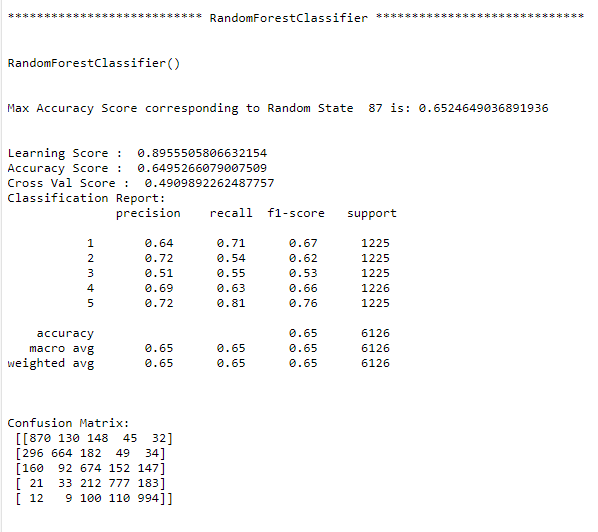 *************************** RandomForestClassifier *****************************
RandomForestClassifier()
Max Accuracy Score corresponding to Random State  87 is: 0.6524649036891936
Learning Score :  0.8955505806632154
Accuracy Score :  0.6495266079007509
Cross Val Score :  0.4909892262487757
Classification Report:
               precision    recall  f1-score   support
           1       0.64      0.71      0.67      1225
           2       0.72      0.54      0.62      1225
           3       0.51      0.55      0.53      1225
           4       0.69      0.63      0.66      1226
           5       0.72      0.81      0.76      1225
    accuracy                           0.65      6126
   macro avg       0.65      0.65      0.65      6126
weighted avg       0.65      0.65      0.65      6126
Confusion Matrix:
 [[870 130 148  45  32]
 [296 664 182  49  34]
 [160  92 674 152 147]
 [ 21  33 212 777 183]
 [ 12   9 100 110 994]]